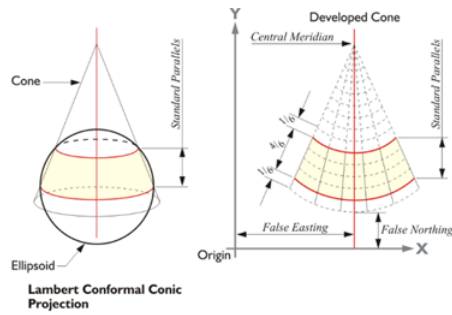 Cone
Standard Parallels
Ellipsoid
Lambert Conformal Conic
Projection
Y
Developed Cone
Central Meridian
1/6
4/6
1/6
Standard Parallels
False Easting
False Northing
Origin
X